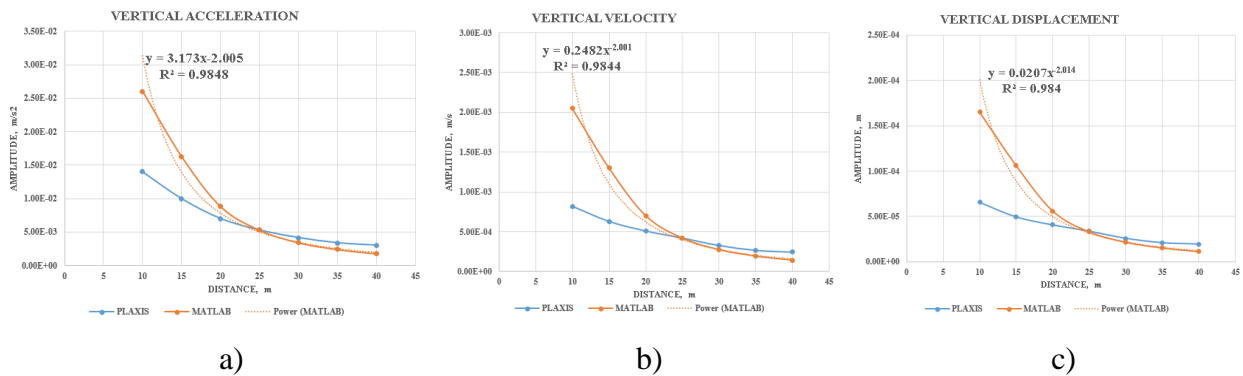 VERTICAL ACCELERATION
3.50E-02
3.00E-02
2.50E-02
2.00E-02
1.50E-02
1.00E-02
5.00E-03
0.00E+00
AMPLITUDE, m/s2
y = 3.173x-2.005
R² = 0.9848
0 5 10 15 20 25 30 35 40 45
DISTANCE, m
PLAXIS MATLAB Power (MATLAB)
a)
VERTICAL VELOCITY
3.00E-03
2.50E-03
2.00E-03
1.50E-03
1.00E-03
5.00E-04
0.00E+00
AMPLITUDE, m/s
y = 0.2482x-2.001
R² = 0.9844
0 5 10 15 20 25 30 35 40 45
DISTANCE, m
PLAXIS MATLAB Power (MATLAB)
b)
VERTICAL DISPLACEMENT
2.50E-04
2.00E-04
1.50E-04
1.00E-04
5.00E-05
0.00E+00
AMPLITUDE, m
y = 0.0207x-2.014
R² = 0.984
0 5 10 15 20 25 30 35 40 45
DISTANCE, m
PLAXIS MATLAB Power (MATLAB)
c)